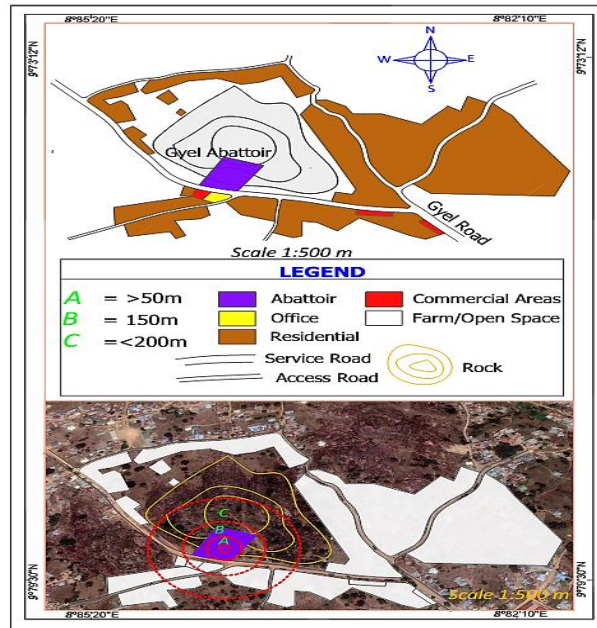 8°85'20"E
8°82'10"E
9°73'12"N
9°73'12"N
N
W E
S
Gyel Abattoir
Gyel Road
Scale 1:500 m
LEGEND
A = >50m
B = 150m
C =<200m
Abattoir
Office
Residential
Commercial Areas
Farm/Open Space
Service Road
Access Road
Rock
C
B
A
9°79'30"N
9°79'30"N
Scale 1:500 m
8°85'20"E
8°82'10"E